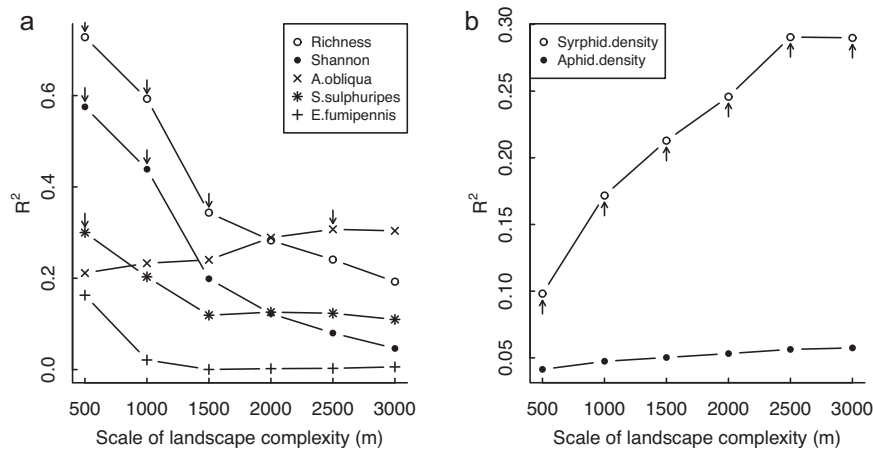 a
Richness
Shannon
A.obliqua
S.sulphuripes
E.fumipennis
R²
0.6
0.4
0.2
0.0
500 1000 1500 2000 2500 3000
Scale of landscape complexity (m)
b
Syrphid.density
Aphid.density
R²
0.30
0.25
0.20
0.15
0.10
0.05
500 1000 1500 2000 2500 3000
Scale of landscape complexity (m)